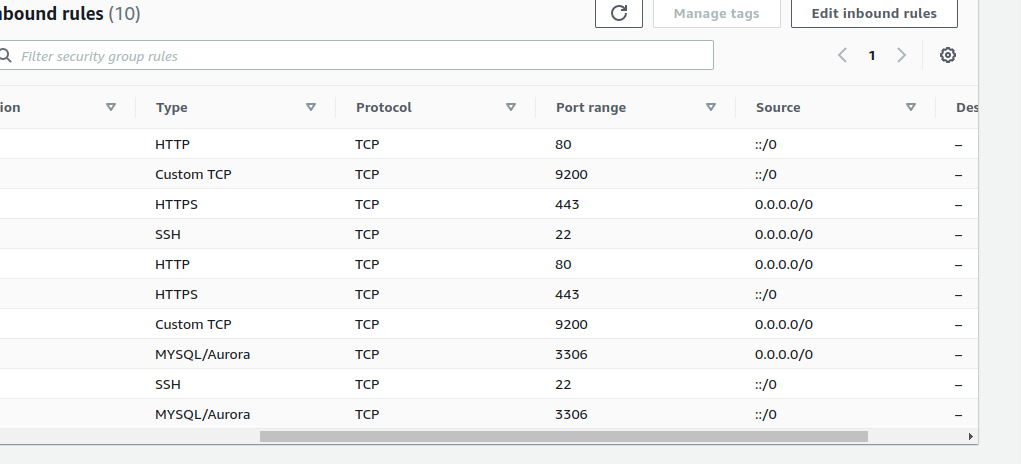 nbound rules (10) Manage tags Edit inbound rules
Filter security group rules 1
ion Type Protocol Port range Source Des
HTTP TCP 80 ::/0 –
Custom TCP TCP 9200 ::/0 –
HTTPS TCP 443 0.0.0.0/0 –
SSH TCP 22 0.0.0.0/0 –
HTTP TCP 80 0.0.0.0/0 –
HTTPS TCP 443 ::/0 –
Custom TCP TCP 9200 0.0.0.0/0 –
MYSQL/Aurora TCP 3306 0.0.0.0/0 –
SSH TCP 22 ::/0 –
MYSQL/Aurora TCP 3306 ::/0 –